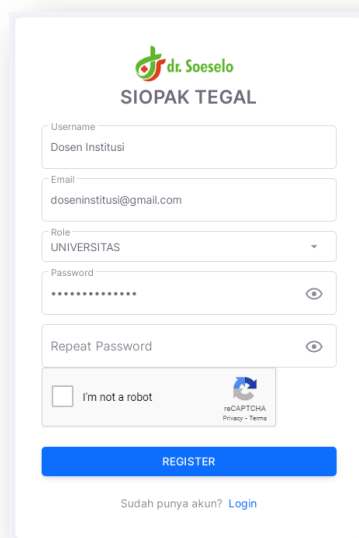 dr. Soeselo
SIOPAK TEGAL
Username
Dosen Institusi
Email
doseninstitusi@gmail.com
Role
UNIVERSITAS
Password
••••••••••••••
Repeat Password
I'm not a robot
reCAPTCHA
Privacy - Terms
REGISTER
Sudah punya akun? Login